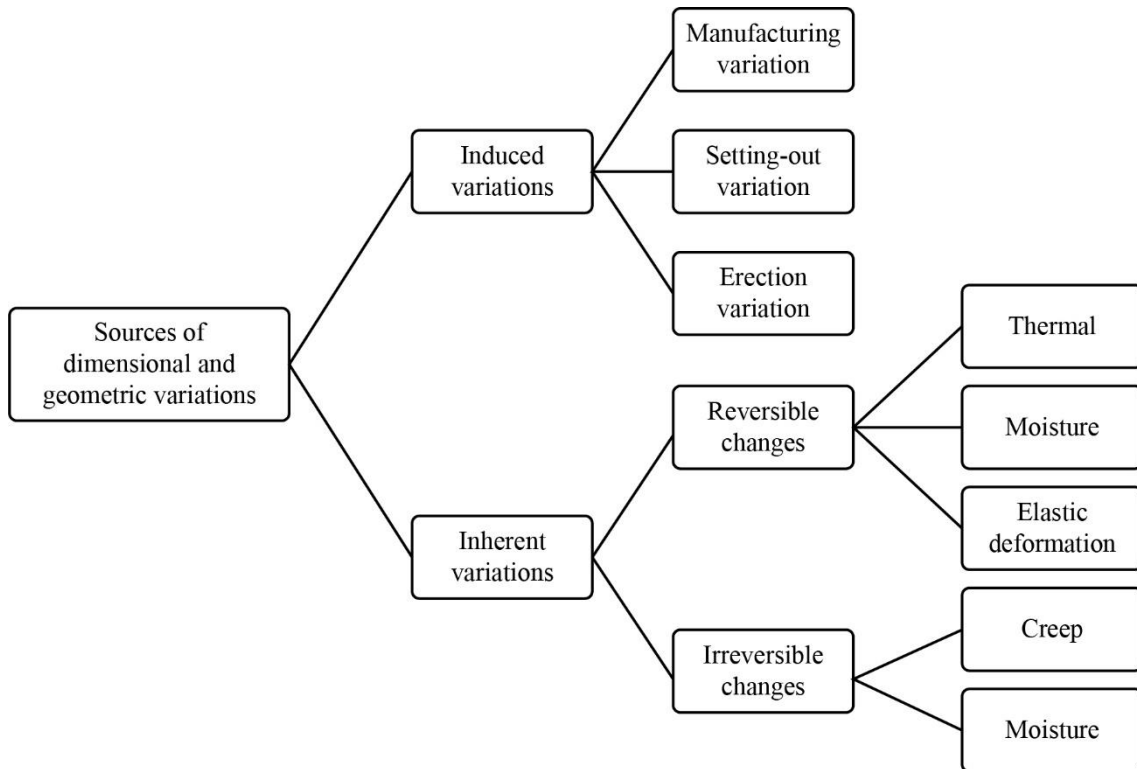 Sources of
dimensional and
geometric variations
Induced
variations
Manufacturing
variation
Setting-out
variation
Erection
variation
Inherent
variations
Reversible
changes
Thermal
Moisture
Elastic
deformation
Irreversible
changes
Creep
Moisture